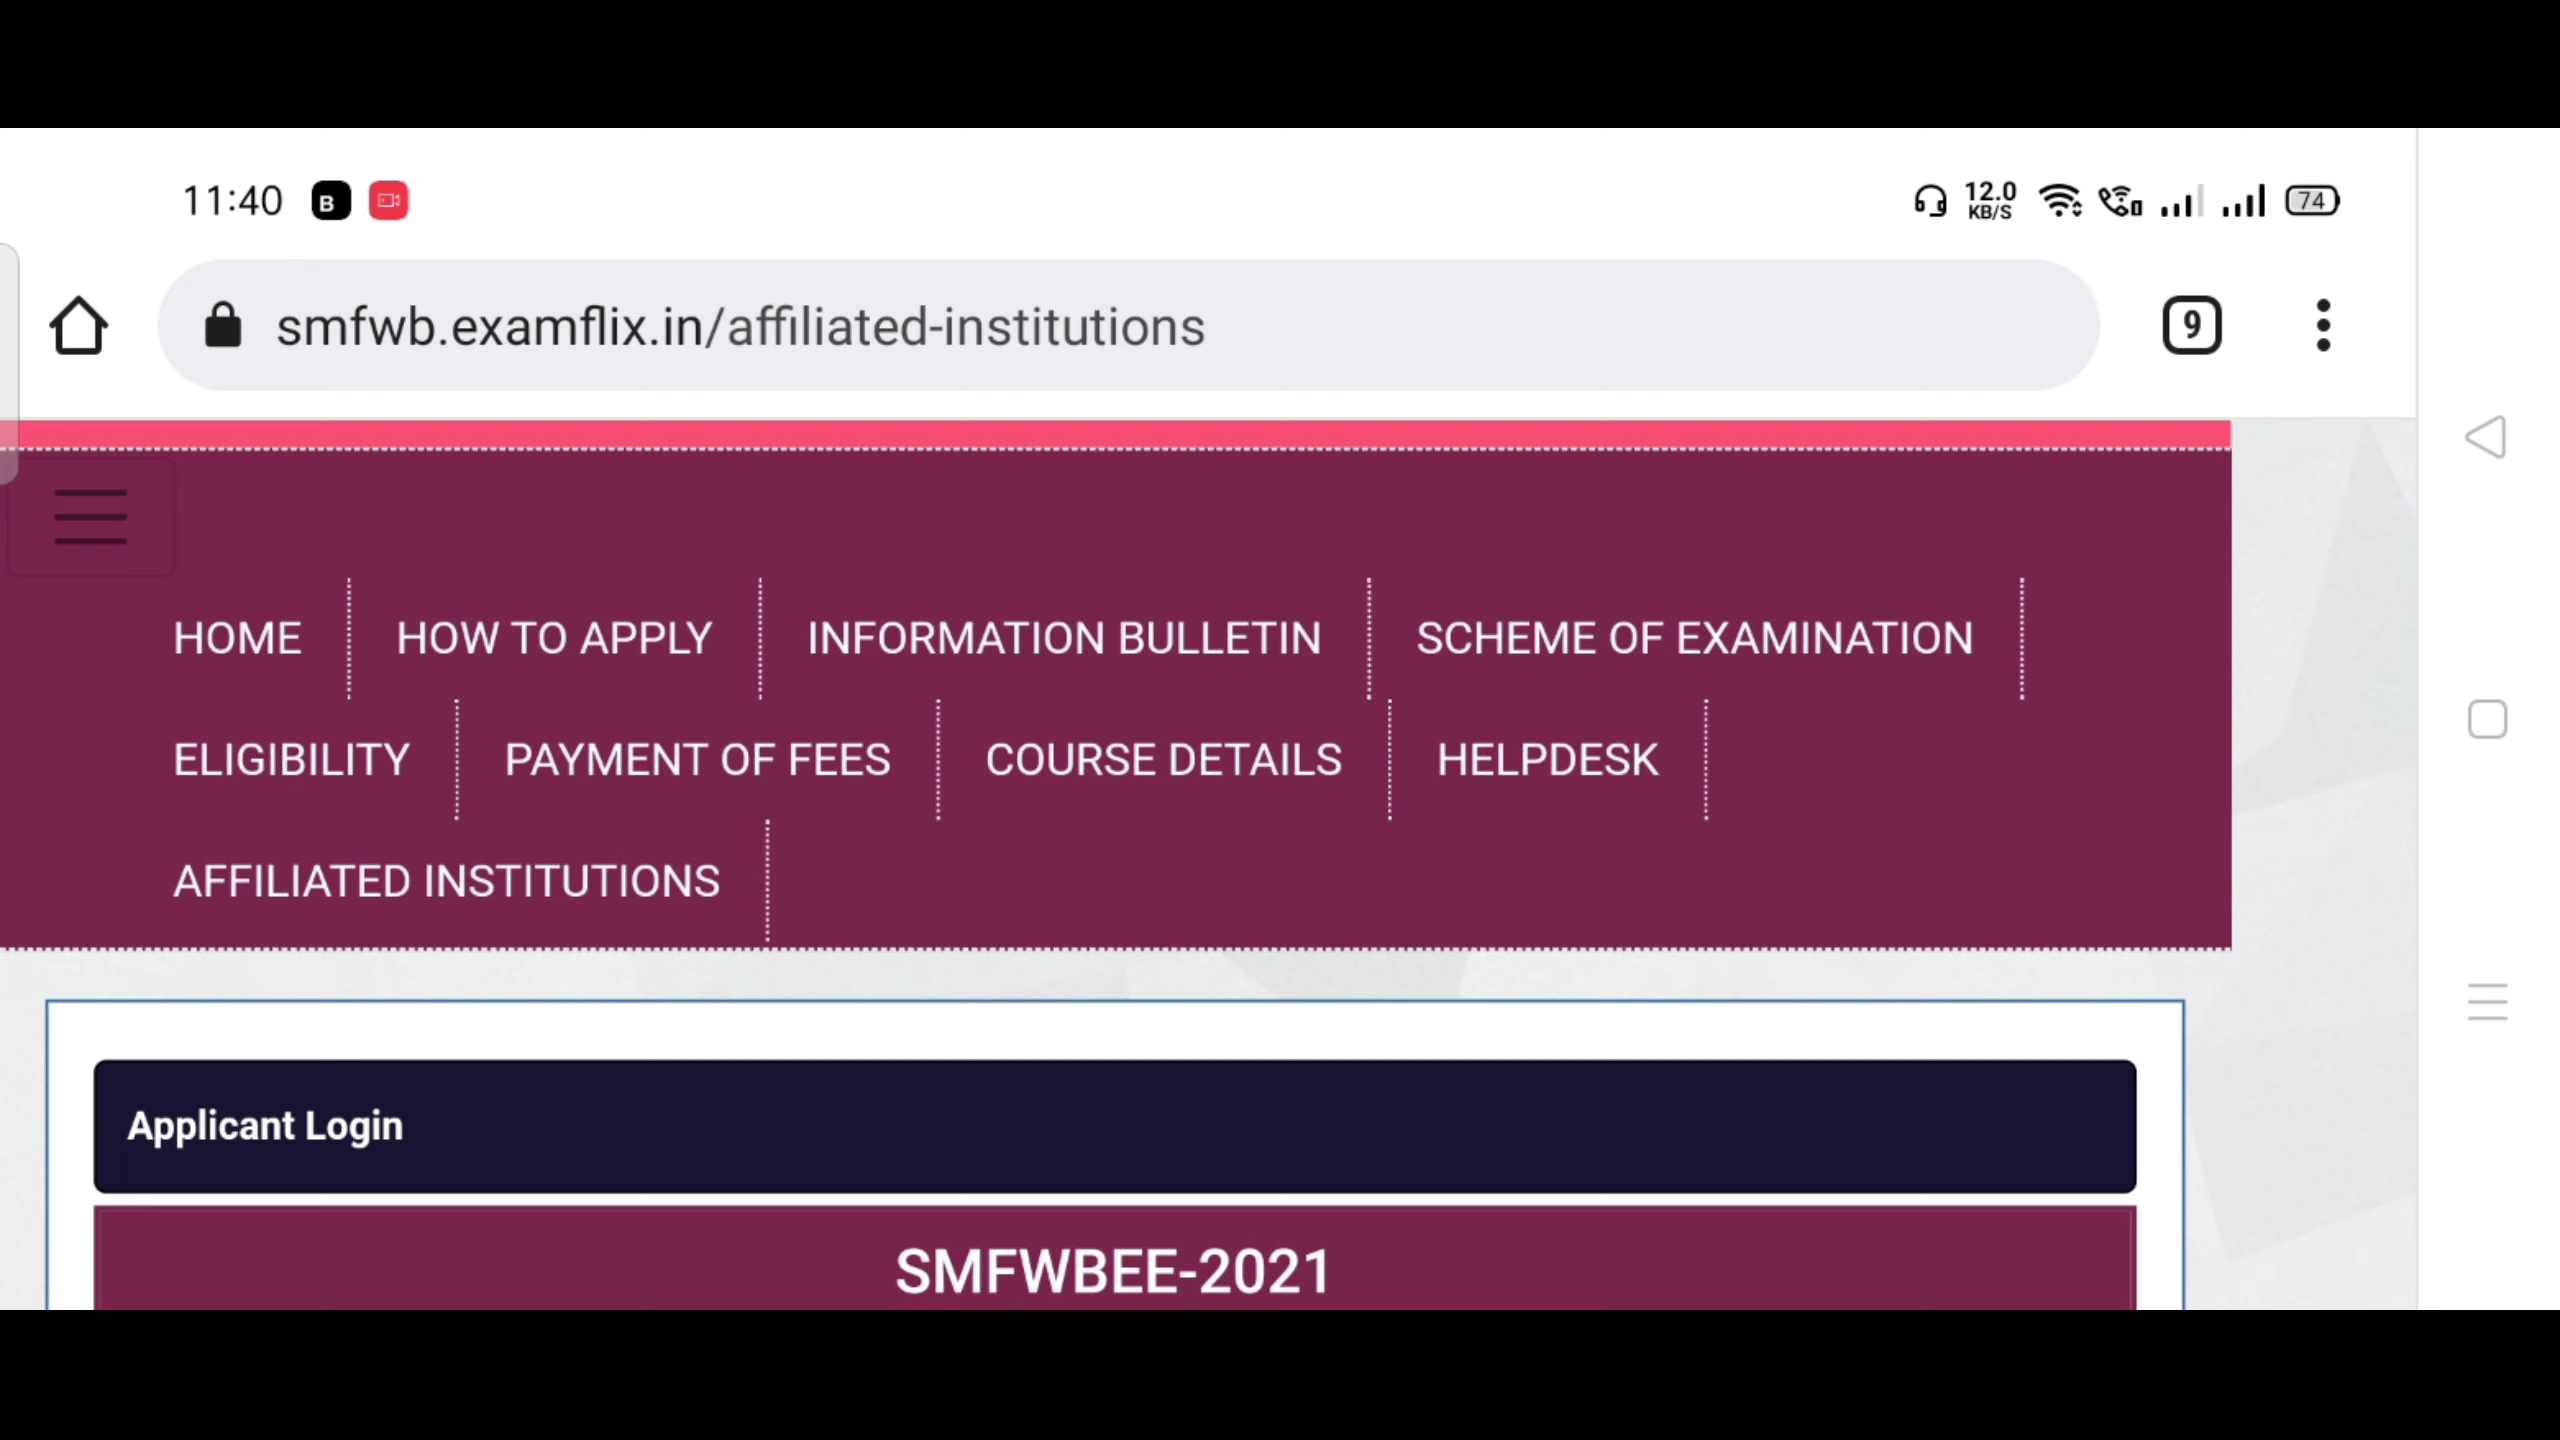 11:40 B 12.0 KB/S 74
smfwb.examflix.in/affiliated-institutions 9
HOME HOW TO APPLY INFORMATION BULLETIN SCHEME OF EXAMINATION
ELIGIBILITY PAYMENT OF FEES COURSE DETAILS HELPDESK
AFFILIATED INSTITUTIONS
Applicant Login
SMFWBEE-2021